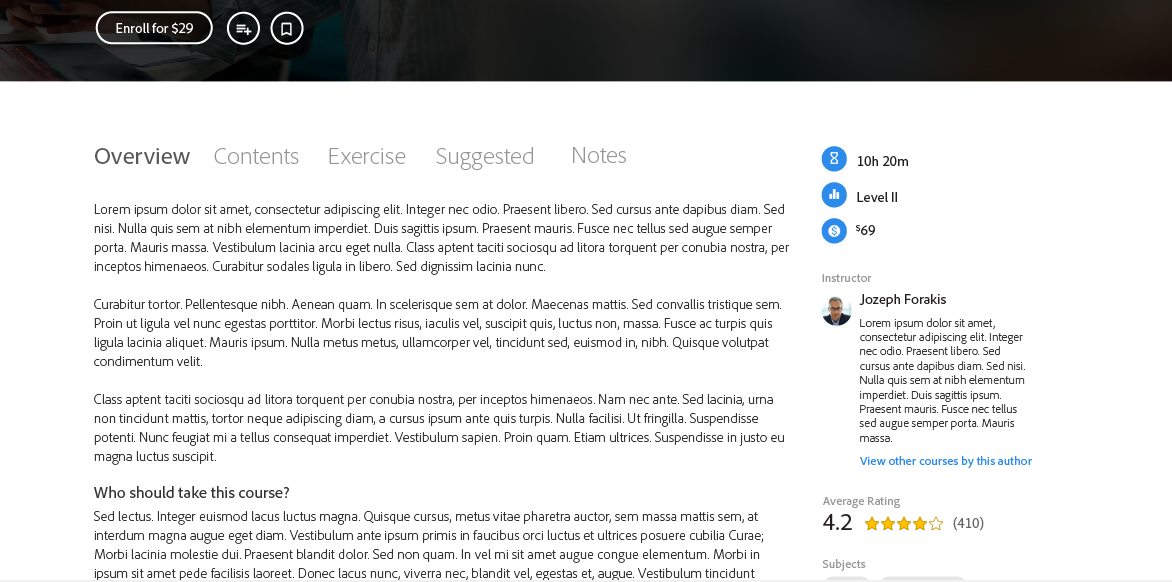 Enroll for $29
Overview Contents Exercise Suggested Notes
Lorem ipsum dolor sit amet, consectetur adipiscing elit. Integer nec odio. Praesent libero. Sed cursus ante dapibus diam. Sed
nisi. Nulla quis sem at nibh elementum imperdiet. Duis sagittis ipsum. Praesent mauris. Fusce nec tellus sed augue semper
porta. Mauris massa. Vestibulum lacinia arcu eget nulla. Class aptent taciti sociosqu ad litora torquent per conubia nostra, per
inceptos himenaeos. Curabitur sodales ligula in libero. Sed dignissim lacinia nunc.
Curabitur tortor. Pellentesque nibh. Aenean quam. In scelerisque sem at dolor. Maecenas mattis. Sed convallis tristique sem.
Proin ut ligula vel nunc egestas porttitor. Morbi lectus risus, iaculis vel, suscipit quis, luctus non, massa. Fusce ac turpis quis
ligula lacinia aliquet. Mauris ipsum. Nulla metus metus, ullamcorper vel, tincidunt sed, euismod in, nibh. Quisque volutpat
condimentum velit.
Class aptent taciti sociosqu ad litora torquent per conubia nostra, per inceptos himenaeos. Nam nec ante. Sed lacinia, urna
non tincidunt mattis, tortor neque adipiscing diam, a cursus ipsum ante quis turpis. Nulla facilisi. Ut fringilla. Suspendisse
potenti. Nunc feugiat mi a tellus consequat imperdiet. Vestibulum sapien. Proin quam. Etiam ultrices. Suspendisse in justo eu
magna luctus suscipit.
Who should take this course?
Sed lectus. Integer euismod lacus luctus magna. Quisque cursus, metus vitae pharetra auctor, sem massa mattis sem, at
interdum magna augue eget diam. Vestibulum ante ipsum primis in faucibus orci luctus et ultrices posuere cubilia Curae;
Morbi lacinia molestie dui. Praesent blandit dolor. Sed non quam. In vel mi sit amet augue congue elementum. Morbi in
ipsum sit amet pede facilisis laoreet. Donec lacus nunc, viverra nec, blandit vel, egestas et, augue. Vestibulum tincidunt
10h 20m
Level II
$69
Instructor
Jozeph Forakis
Lorem ipsum dolor sit amet,
consectetur adipiscing elit. Integer
nec odio. Praesent libero. Sed
cursus ante dapibus diam. Sed nisi.
Nulla quis sem at nibh elementum
imperdiet. Duis sagittis ipsum.
Praesent mauris. Fusce nec tellus
sed augue semper porta. Mauris
massa.
View other courses by this author
Average Rating
4.2 (410)
Subjects